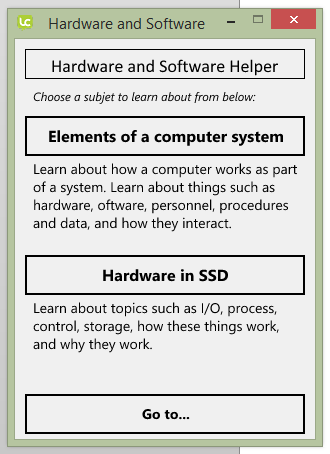 LC
Hardware and Software
Hardware and Software Helper
Choose a subjet to learn about from below:
Elements of a computer system
Learn about how a computer works as part
of a system. Learn about things such as
hardware, oftware, personnel, procedures
and data, and how they interact.
Hardware in SSD
Learn about topics such as I/O, process,
control, storage, how these things work,
and why they work.
Go to...